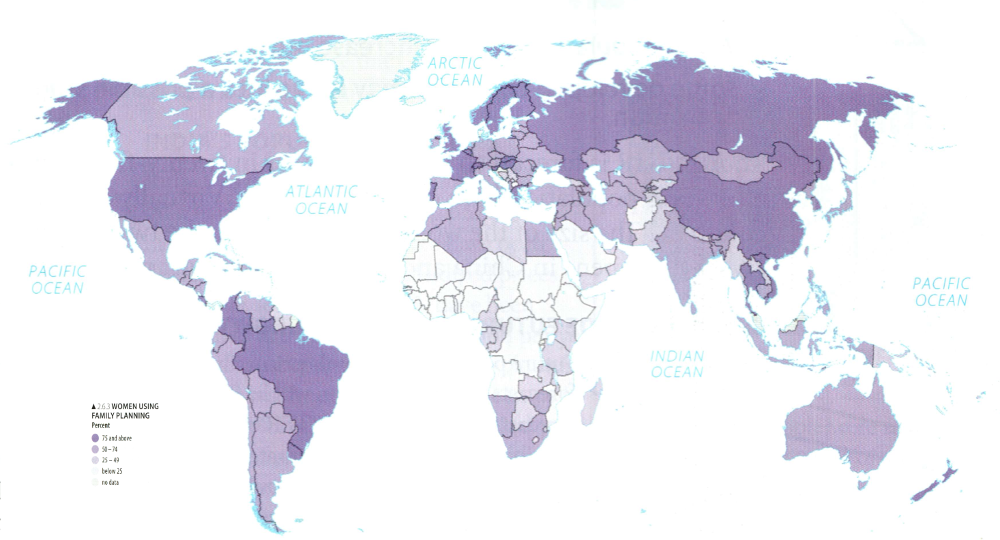 ARCTIC
OCEAN
ATLANTIC
OCEAN
PACIFIC
OCEAN
PACIFIC
OCEAN
INDIAN
OCEAN
▲ 2.6.3 WOMEN USING
FAMILY PLANNING
Percent
75 and above
50–74
25 – 49
below 25
no data